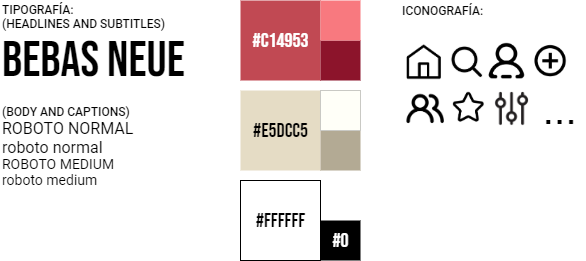 TIPOGRAFÍA:
(HEADLINES AND SUBTITLES)
BEBAS NEUE
(BODY AND CAPTIONS)
ROBOTO NORMAL
roboto normal
ROBOTO MEDIUM
roboto medium
#C14953
#E5DCC5
#FFFFFF
#0
ICONOGRAFÍA:
...